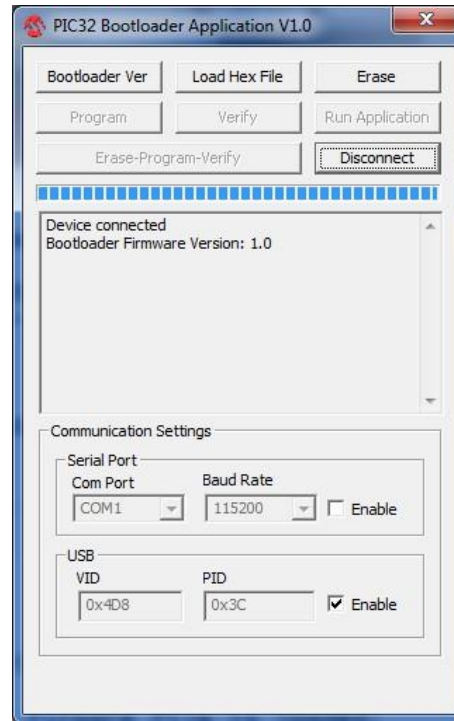 PIC32 Bootloader Application V1.0
Bootloader Ver Load Hex File Erase
Program Verify Run Application
Erase-Program-Verify Disconnect
Device connected
Bootloader Firmware Version: 1.0
Communication Settings
Serial Port
Com Port Baud Rate
COM1 115200 Enable
USB
VID PID
0x4D8 0x3C Enable